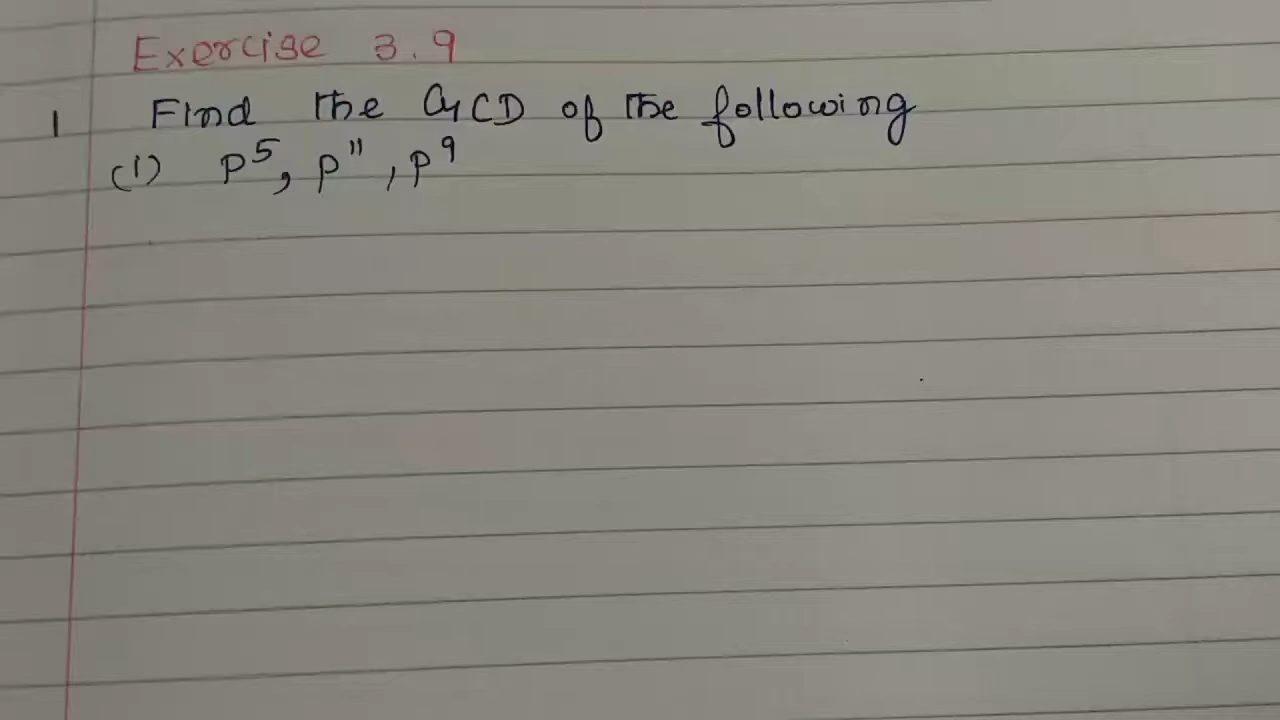 Exercise 3.9
1 Find the GCD of the following
(1) p⁵, p¹¹, p⁹